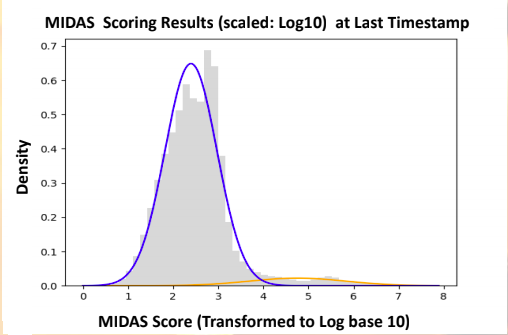 MIDAS Scoring Results (scaled: Log10) at Last Timestamp
0.7
0.6
0.5
0.4
0.3
0.2
0.1
0.0
Density
0 1 2 3 4 5 6 7 8
MIDAS Score (Transformed to Log base 10)